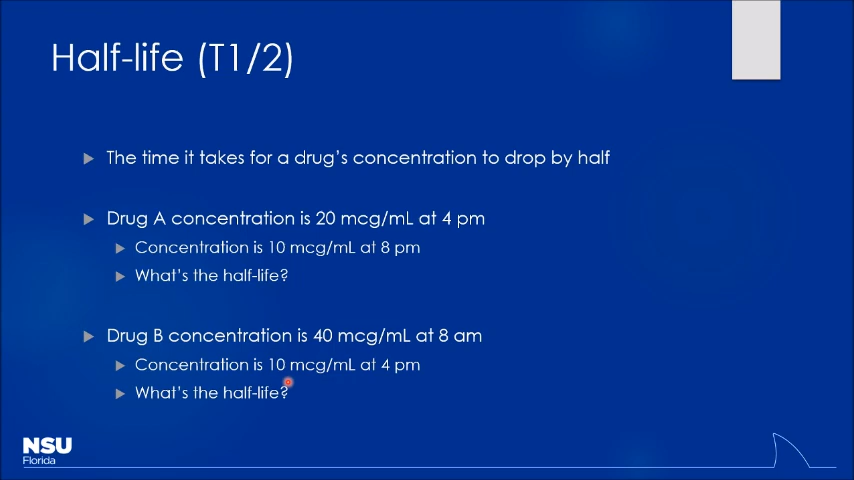 Half-life (T1/2)
The time it takes for a drug's concentration to drop by half
Drug A concentration is 20 mcg/mL at 4 pm
Concentration is 10 mcg/mL at 8 pm
What's the half-life?
Drug B concentration is 40 mcg/mL at 8 am
Concentration is 10 mcg/mL at 4 pm
What's the half-life?
NSU
Florida